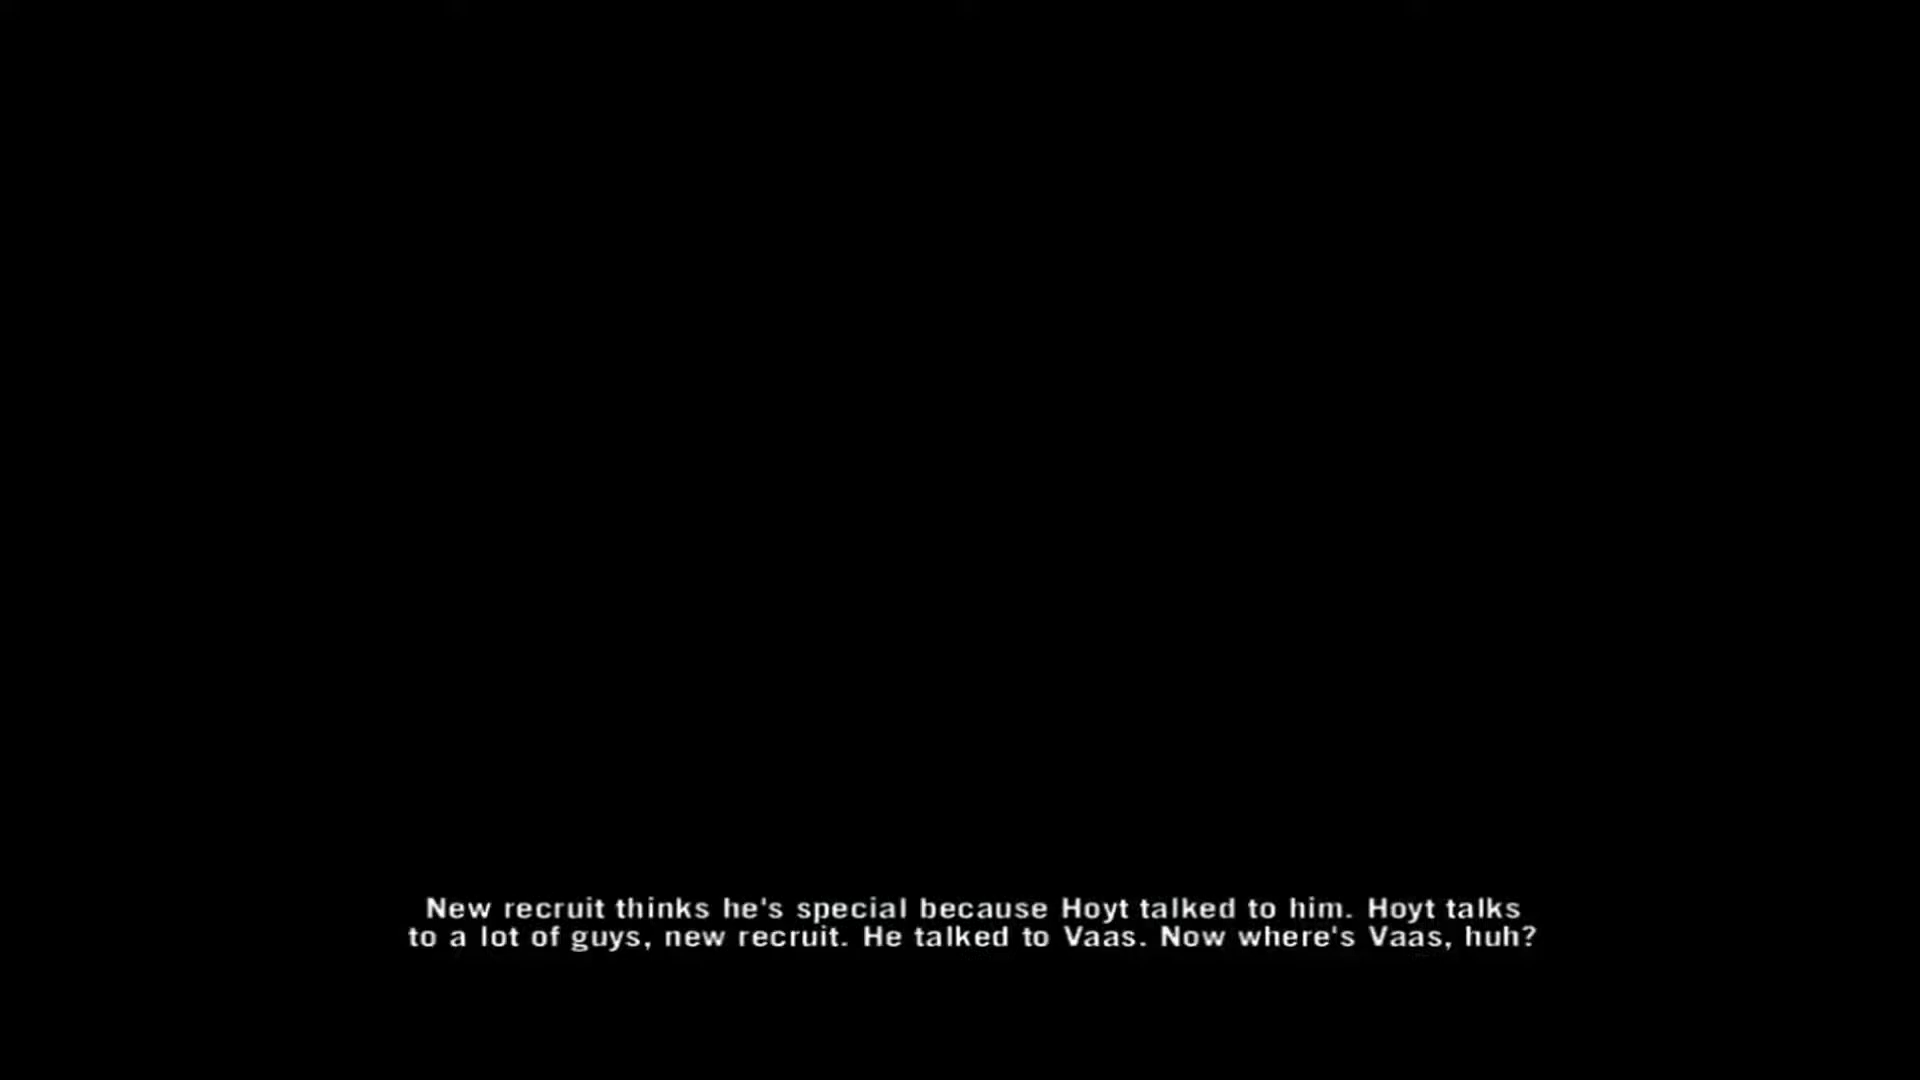 New recruit thinks he's special because Hoyt talked to him. Hoyt talks
to a lot of guys, new recruit. He talked to Vaas. Now where's Vaas, huh?